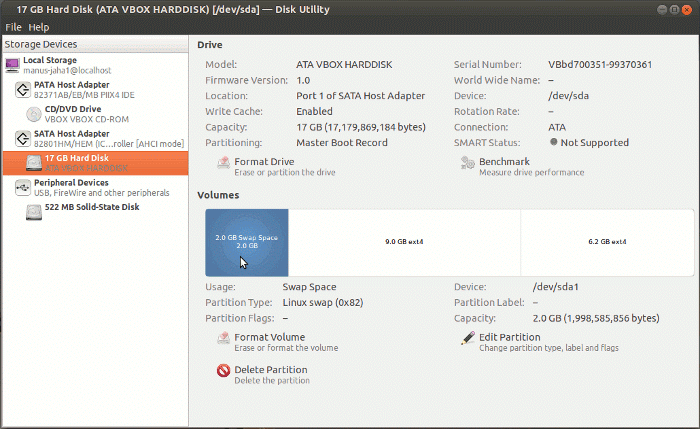 17 GB Hard Disk (ATA VBOX HARDDISK) [/dev/sda] — Disk Utility
File Help
Storage Devices
Local Storage
manus-jaha1@localhost
PATA Host Adapter
82371AB/EB/MB PIIX4 IDE
CD/DVD Drive
VBOX VBOX CD-ROM
SATA Host Adapter
82801HM/HEM (IC...roller [AHCI mode]
17 GB Hard Disk
ATA VBOX HARDDISK
Peripheral Devices
USB, FireWire and other peripherals
522 MB Solid-State Disk
Drive
Model: ATA VBOX HARDDISK Serial Number: VBbd700351-99370361
Firmware Version: 1.0 World Wide Name: –
Location: Port 1 of SATA Host Adapter Device: /dev/sda
Write Cache: Enabled Rotation Rate: –
Capacity: 17 GB (17,179,869,184 bytes) Connection: ATA
Partitioning: Master Boot Record SMART Status: Not Supported
Format Drive Benchmark
Erase or partition the drive Measure drive performance
Volumes
2.0 GB Swap Space
2.0 GB
9.0 GB ext4
6.2 GB ext4
Usage: Swap Space Device: /dev/sda1
Partition Type: Linux swap (0x82) Partition Label: –
Partition Flags: – Capacity: 2.0 GB (1,998,585,856 bytes)
Format Volume Edit Partition
Erase or format the volume Change partition type, label and flags
Delete Partition
Delete the partition